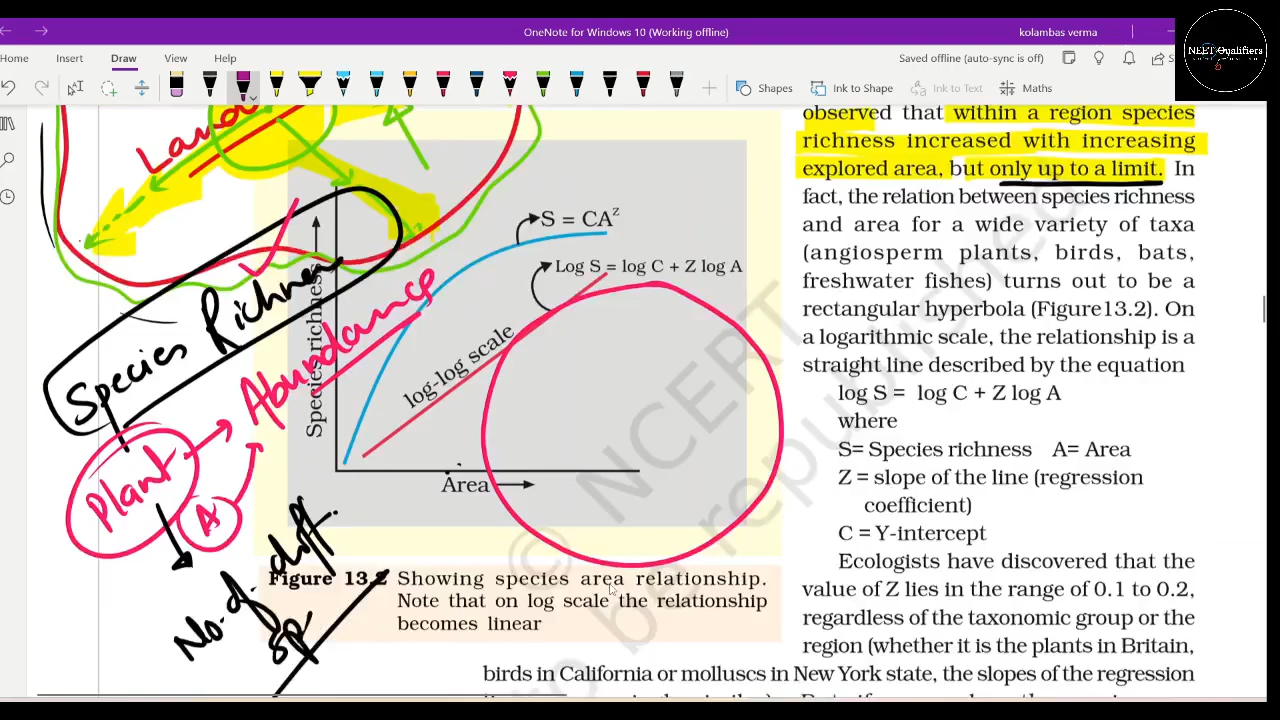 OneNote for Windows 10 (Working offline)
kolambas verma
NEET Qualifiers
Home Insert Draw View Help
Saved offline (auto-sync is off)
Shapes
Ink to Shape
Ink to Text
Maths
observed that within a region species
richness increased with increasing
explored area, but only up to a limit. In
fact, the relation between species richness
and area for a wide variety of taxa
(angiosperm plants, birds, bats,
freshwater fishes) turns out to be a
rectangular hyperbola (Figure13.2). On
a logarithmic scale, the relationship is a
straight line described by the equation
log S = log C + Z log A
where
S= Species richness A= Area
Z = slope of the line (regression
coefficient)
C = Y-intercept
Ecologists have discovered that the
value of Z lies in the range of 0.1 to 0.2,
regardless of the taxonomic group or the
region (whether it is the plants in Britain,
birds in California or molluscs in New York state, the slopes of the regression
S = CA^Z
Log S = log C + Z log A
log-log scale
Species richness
Area
© NCERT
to be republished
Species Richness
Abundance
Plant
A
No. of diff.
sp
Figure 13.2 Showing species area relationship.
Note that on log scale the relationship
becomes linear